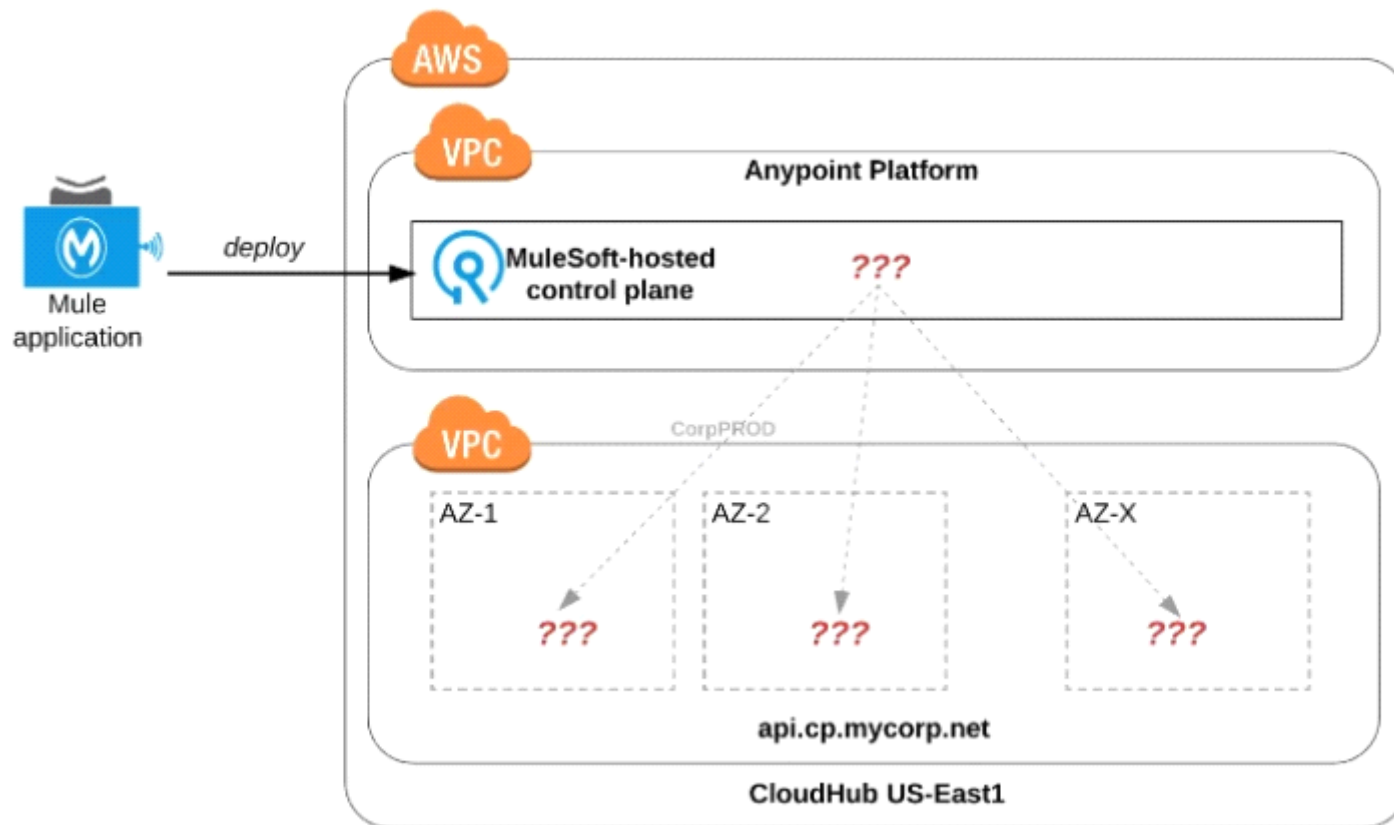 AWS
VPC
Anypoint Platform
deploy
MuleSoft-hosted
control plane
???
Mule
application
VPC
CorpPROD
AZ-1
AZ-2
AZ-X
???
???
???
api.cp.mycorp.net
CloudHub US-East1